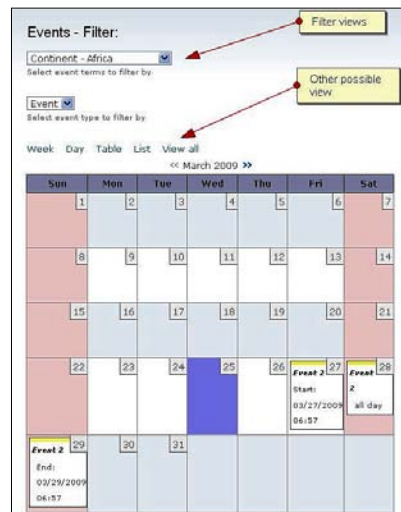 Events - Filter:
Filter views
Continent - Africa
Select event terms to filter by
Other possible
view
Event
Select event type to filter by
Week Day Table List View all
<< March 2009 >>
Sun Mon Tue Wed Thu Fri Sat
1 2 3 4 5 6 7
8 9 10 11 12 13 14
15 16 17 18 19 20 21
22 23 24 25 26 27 28
Event 2
Start:
03/27/2009
06:57
Event
2
all day
29 30 31
Event 2
End:
03/29/2009
06:57